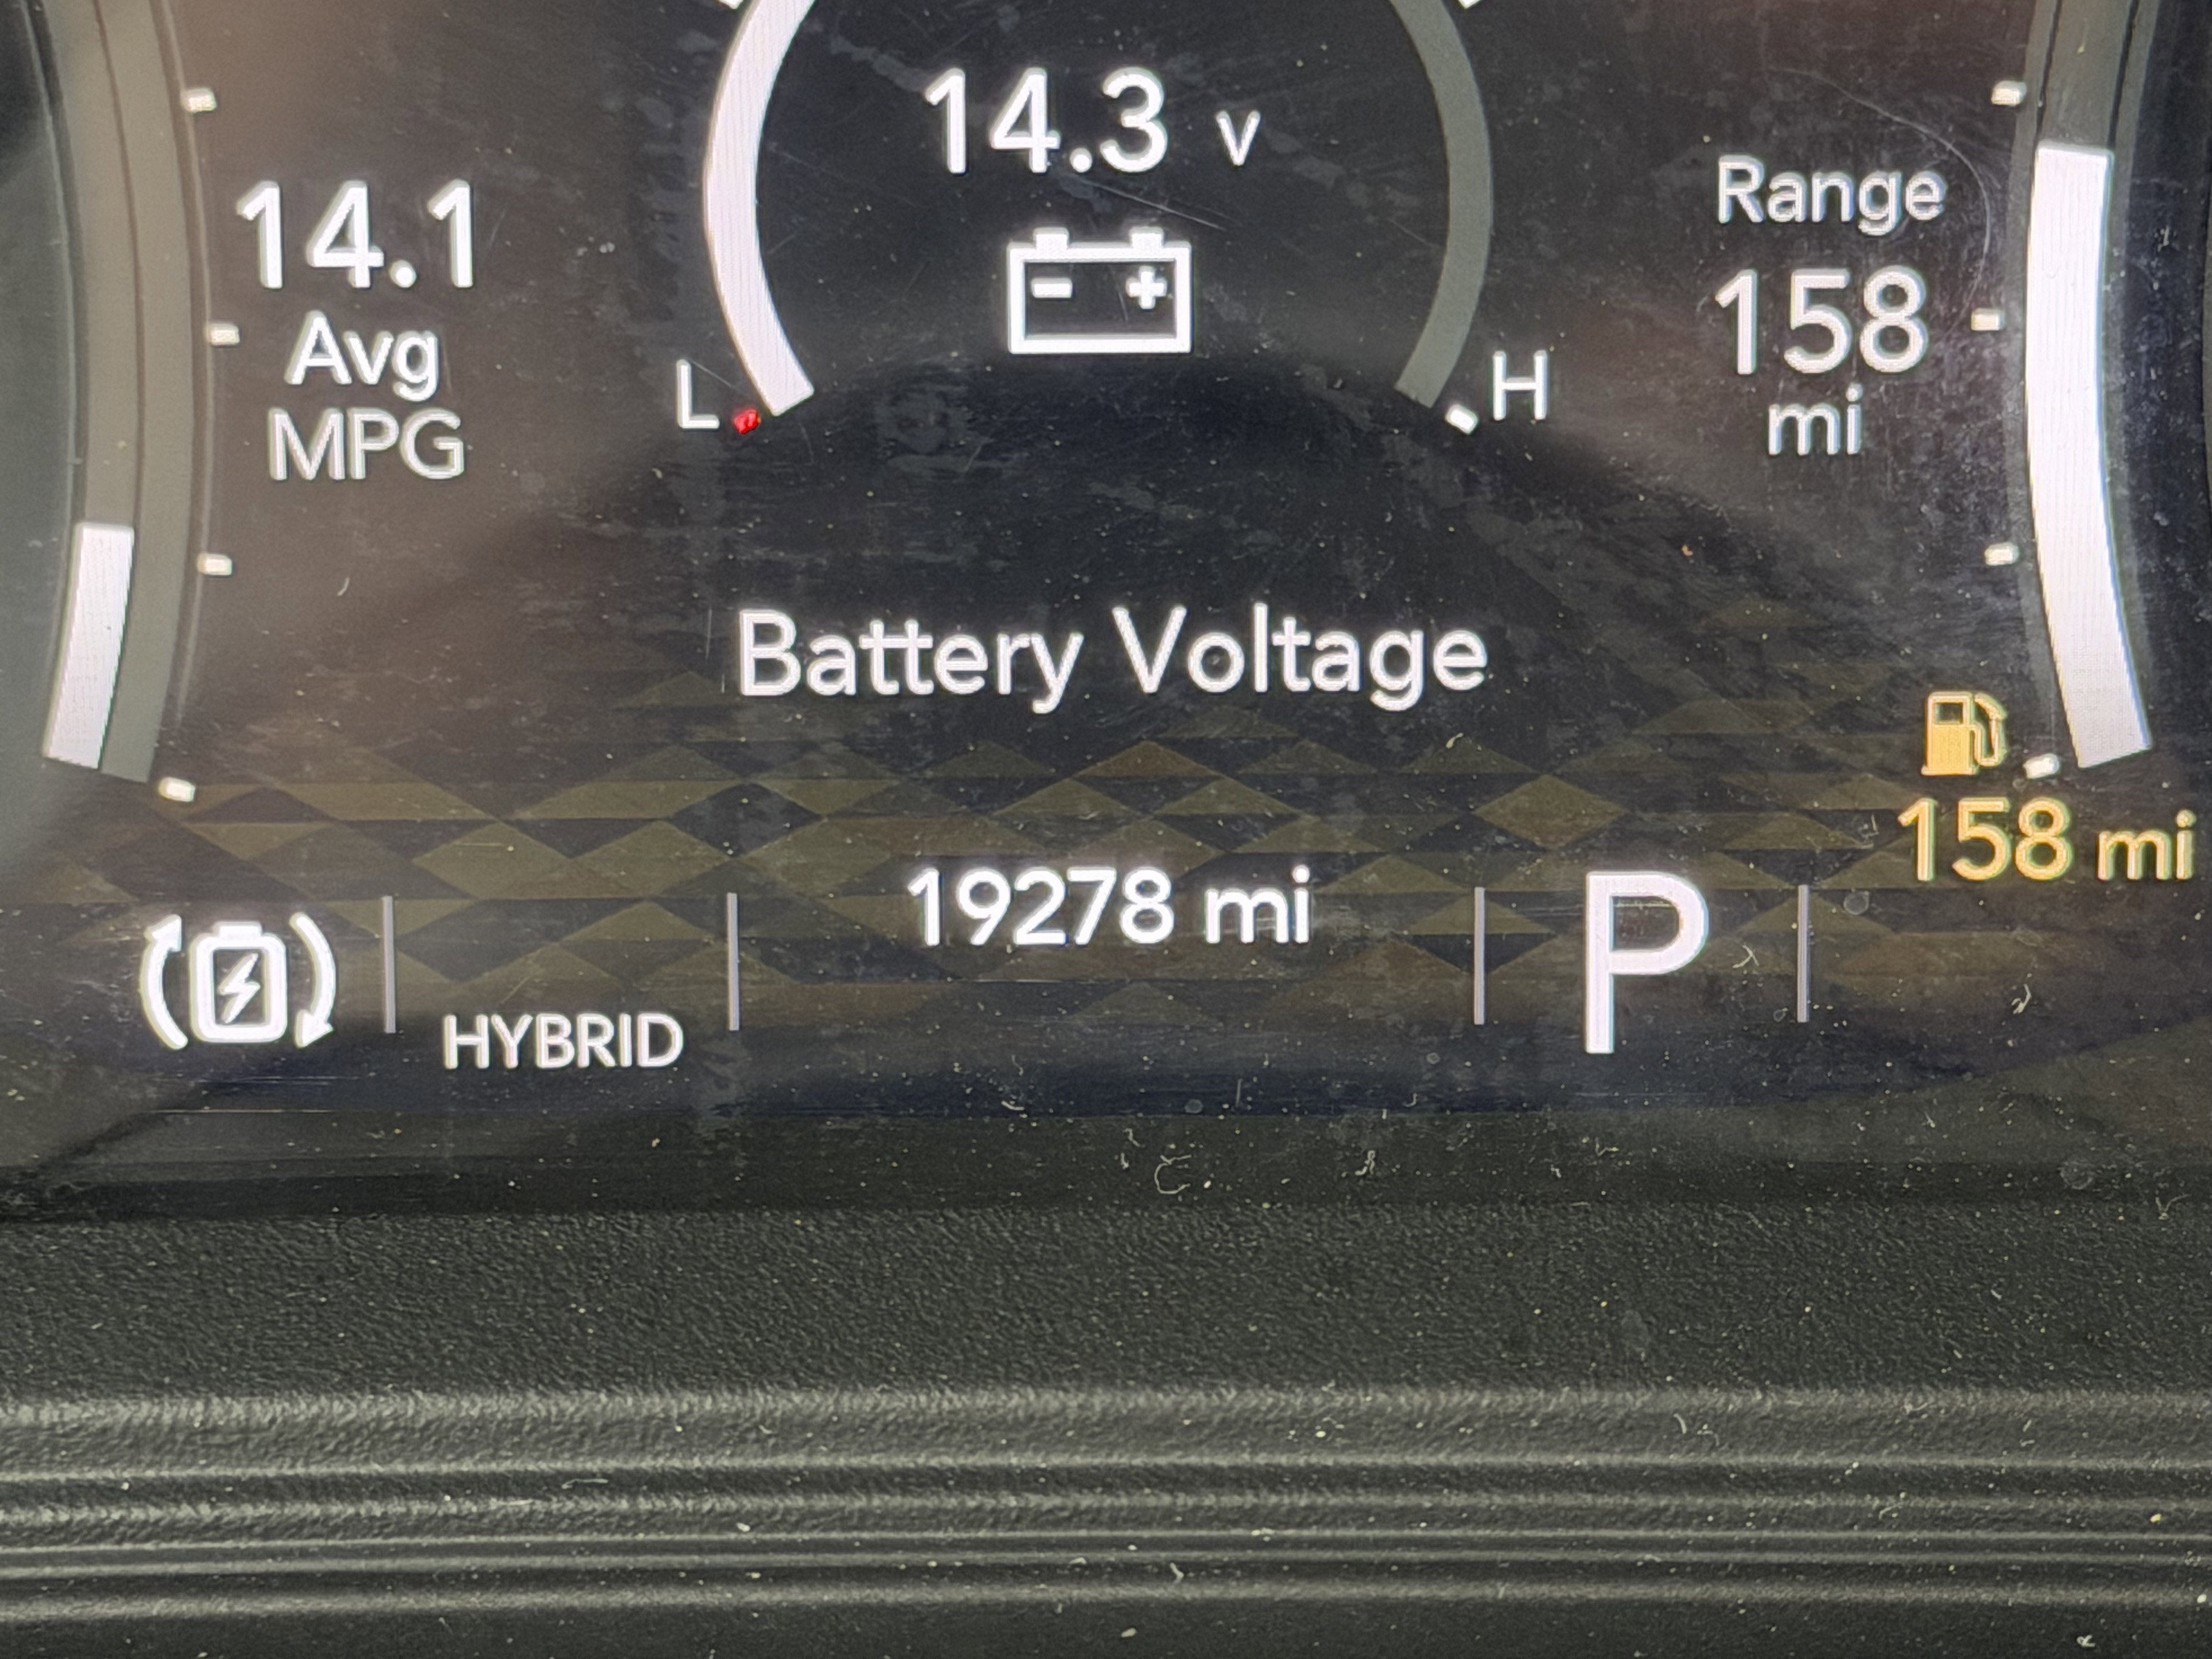 14.3 V
14.1
Avg
MPG
Range
158
mi
- +
L
H
Battery Voltage
158 mi
19278 mi
P
HYBRID